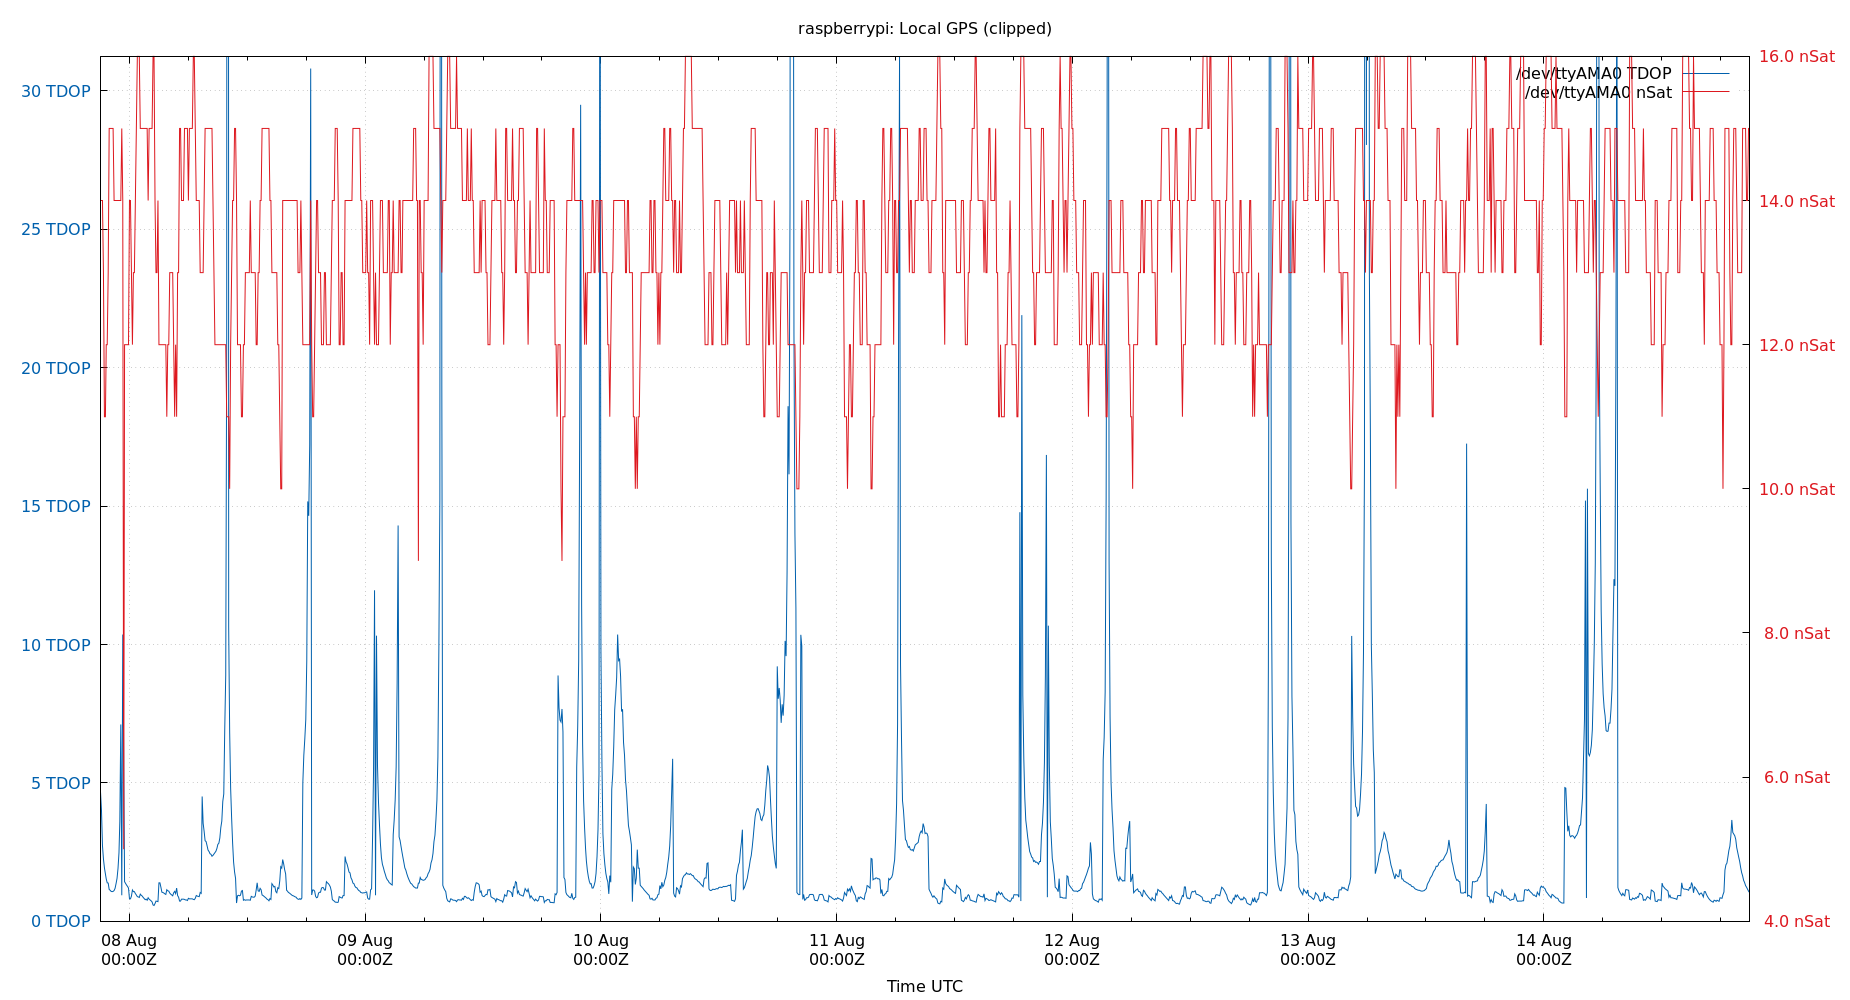 raspberrypi: Local GPS (clipped)
/dev/ttyAMA0 TDOP
/dev/ttyAMA0 nSat
30 TDOP
25 TDOP
20 TDOP
15 TDOP
10 TDOP
5 TDOP
0 TDOP
16.0 nSat
14.0 nSat
12.0 nSat
10.0 nSat
8.0 nSat
6.0 nSat
4.0 nSat
08 Aug 09 Aug 10 Aug 11 Aug 12 Aug 13 Aug 14 Aug
00:00Z 00:00Z 00:00Z 00:00Z 00:00Z 00:00Z 00:00Z
Time UTC